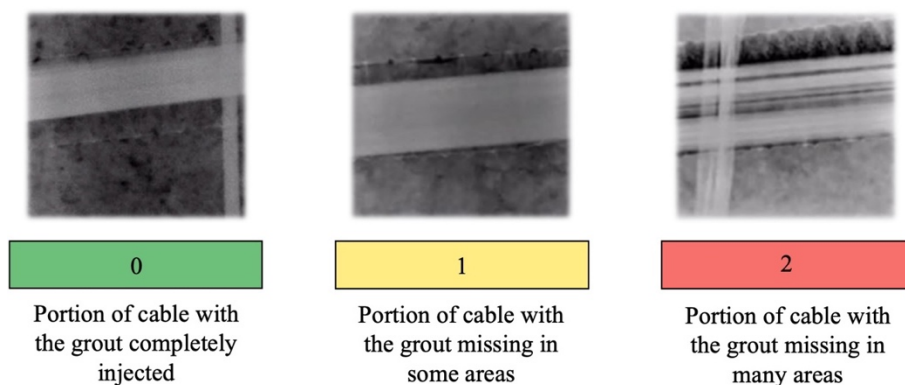 0
Portion of cable with
the grout completely
injected
1
Portion of cable with
the grout missing in
some areas
2
Portion of cable with
the grout missing in
many areas